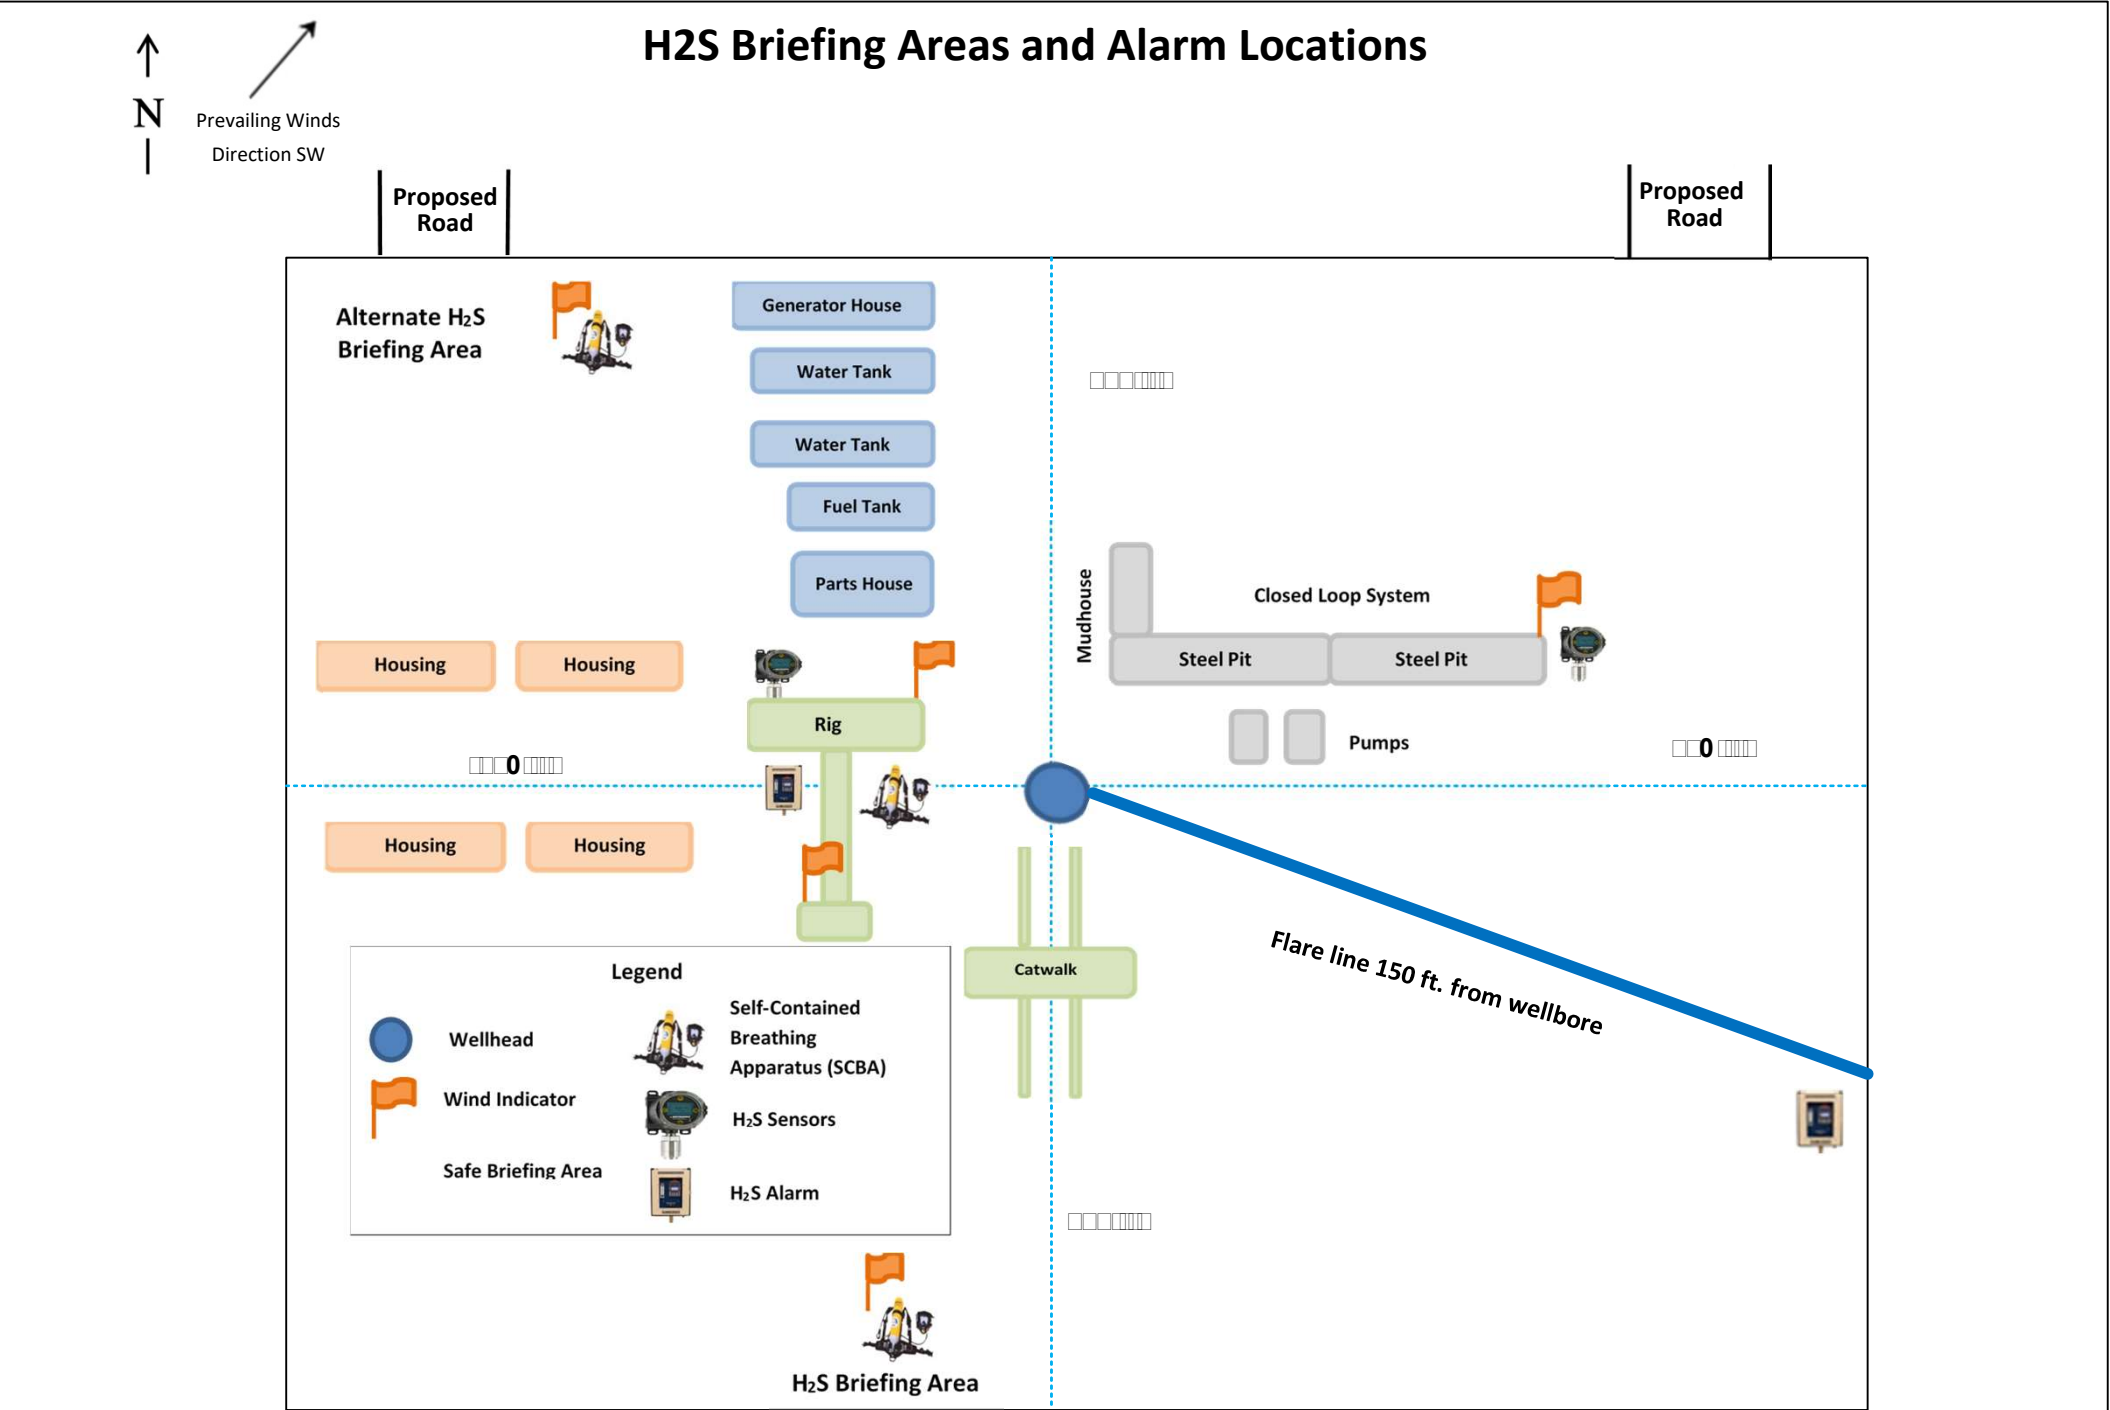 H2S Briefing Areas and Alarm Locations
N
Prevailing Winds
Direction SW
Proposed
Road
Proposed
Road
Alternate H₂S
Briefing Area
Generator House
Water Tank
Water Tank
Fuel Tank
Parts House
Mudhouse
Closed Loop System
Steel Pit
Steel Pit
Pumps
Housing
Housing
Rig
0
0
Housing
Housing
Catwalk
Flare line 150 ft. from wellbore
Legend
Wellhead
Wind Indicator
Safe Briefing Area
Self-Contained
Breathing
Apparatus (SCBA)
H₂S Sensors
H₂S Alarm
H₂S Briefing Area